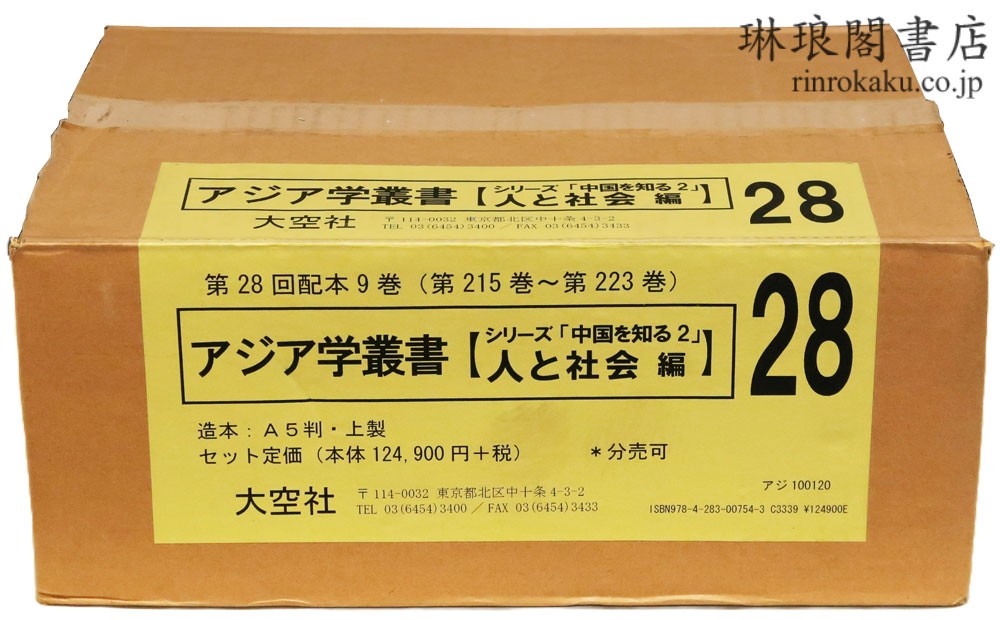 琳琅閣書店
rinrokaku.co.jp
アジア学叢書【シリーズ「中国を知る2」人と社会 編】 28
大空社 〒114-0032 東京都北区中十条4-3-2
TEL 03(6454)3400 ／FAX 03(6454)3433
第28回配本9巻（第215巻～第223巻）
アジア学叢書【シリーズ「中国を知る2」人と社会 編】 28
造本：A5判・上製
セット定価（本体124,900円＋税） ＊分売可
アジ100120
大空社 〒114-0032 東京都北区中十条4-3-2
TEL 03(6454)3400 ／FAX 03(6454)3433
ISBN978-4-283-00754-3 C3339 ¥124900E